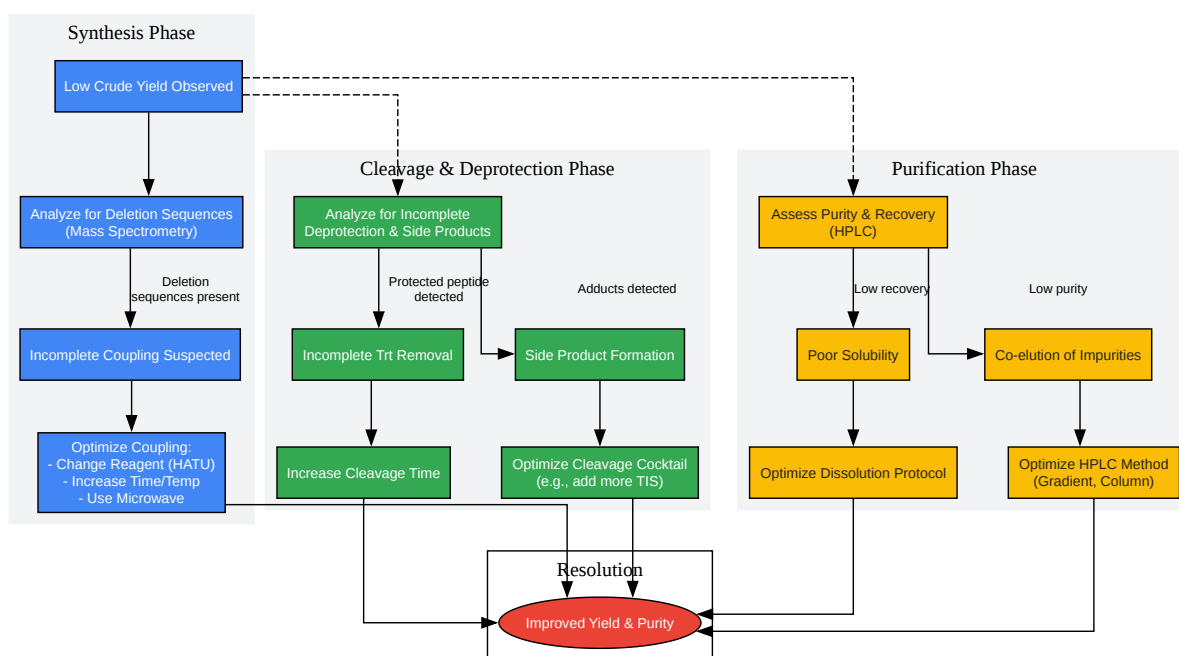 Synthesis Phase
Low Crude Yield Observed
Analyze for Deletion Sequences
(Mass Spectrometry)
Deletion
sequences present
Incomplete Coupling Suspected
Optimize Coupling:
- Change Reagent (HATU)
- Increase Time/Temp
- Use Microwave
Cleavage & Deprotection Phase
Analyze for Incomplete
Deprotection & Side Products
Protected peptide
detected
Adducts detected
Incomplete Trt Removal
Side Product Formation
Increase Cleavage Time
Optimize Cleavage Cocktail
(e.g., add more TIS)
Purification Phase
Assess Purity & Recovery
(HPLC)
Low recovery
Low purity
Poor Solubility
Co-elution of Impurities
Optimize Dissolution Protocol
Optimize HPLC Method
(Gradient, Column)
Resolution
Improved Yield & Purity